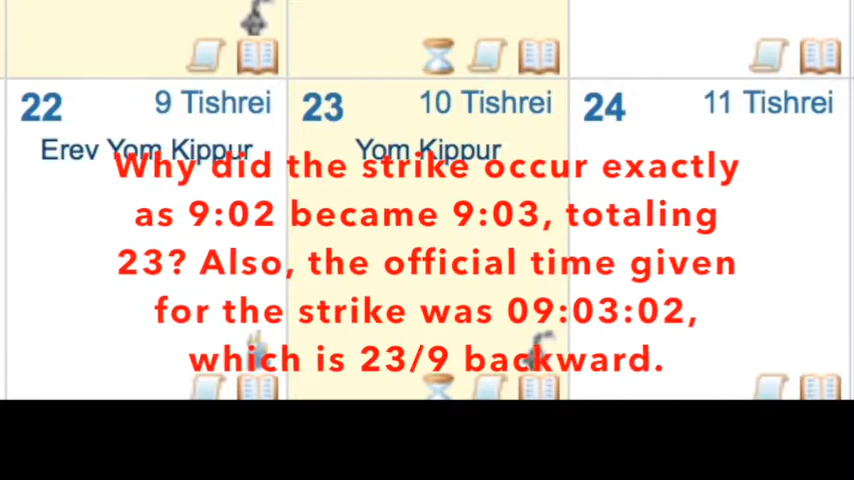 22 9 Tishrei 23 10 Tishrei 24 11 Tishrei
Erev Yom Kippur Yom Kippur
Why did the strike occur exactly
as 9:02 became 9:03, totaling
23? Also, the official time given
for the strike was 09:03:02,
which is 23/9 backward.